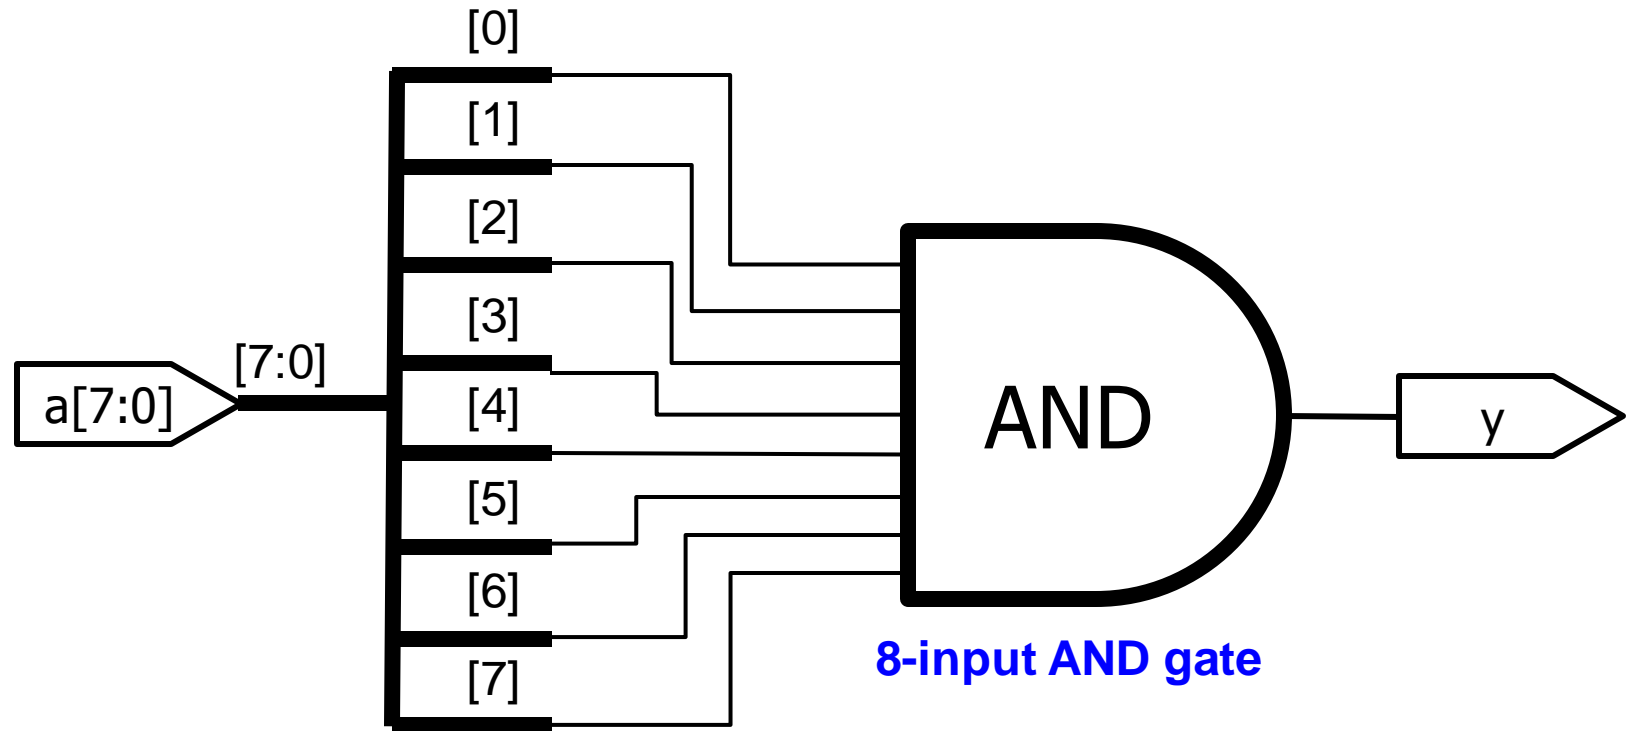 [0]
[1]
[2]
[3]
[7:0]
a[7:0]
[4]
AND
y
[5]
[6]
8-input AND gate
[7]